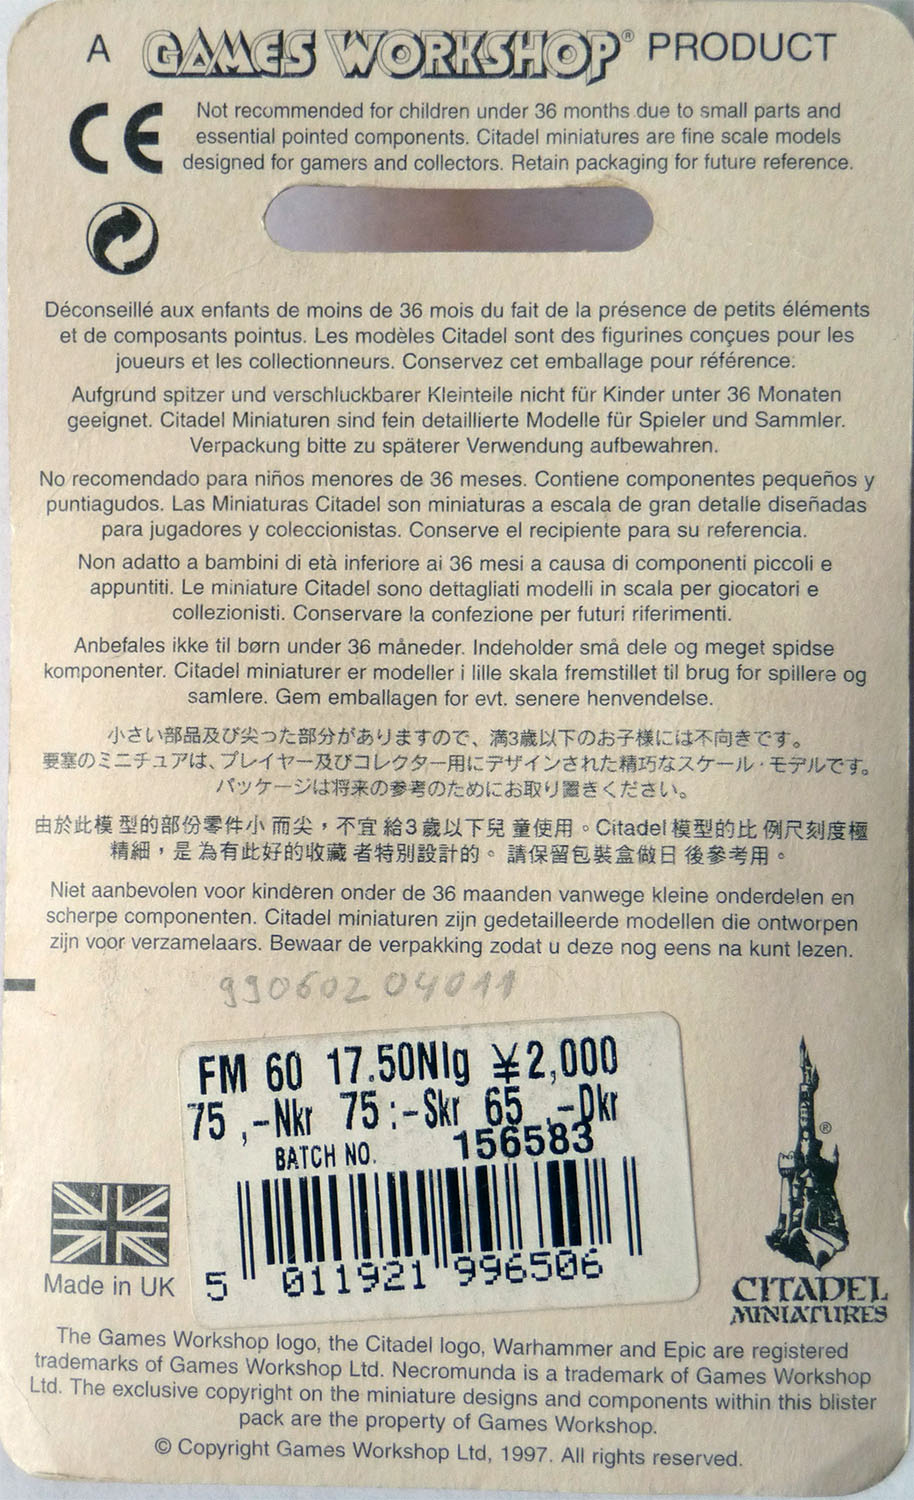 A GAMES WORKSHOP® PRODUCT
CE
Not recommended for children under 36 months due to small parts and
essential pointed components. Citadel miniatures are fine scale models
designed for gamers and collectors. Retain packaging for future reference.
Déconseillé aux enfants de moins de 36 mois du fait de la présence de petits éléments
et de composants pointus. Les modèles Citadel sont des figurines conçues pour les
joueurs et les collectionneurs. Conservez cet emballage pour référence.
Aufgrund spitzer und verschluckbarer Kleinteile nicht für Kinder unter 36 Monaten
geeignet. Citadel Miniaturen sind fein detaillierte Modelle für Spieler und Sammler.
Verpackung bitte zu späterer Verwendung aufbewahren.
No recomendado para niños menores de 36 meses. Contiene componentes pequeños y
puntiagudos. Las Miniaturas Citadel son miniaturas a escala de gran detalle diseñadas
para jugadores y coleccionistas. Conserve el recipiente para su referencia.
Non adatto a bambini di età inferiore ai 36 mesi a causa di componenti piccoli e
appuntiti. Le miniature Citadel sono dettagliati modelli in scala per giocatori e
collezionisti. Conservare la confezione per futuri riferimenti.
Anbefales ikke til børn under 36 måneder. Indeholder små dele og meget spidse
komponenter. Citadel miniaturer er modeller i lille skala fremstillet til brug for spillere og
samlere. Gem emballagen for evt. senere henvendelse.
小さい部品及び尖った部分がありますので、満3歳以下のお子様には不向きです。
要塞のミニチュアは、プレイヤー及びコレクター用にデザインされた精巧なスケール・モデルです。
パッケージは将来の参考のためにお取り置きください。
由於此模型的部份零件小而尖，不宜給3歲以下兒童使用。Citadel模型的比例尺刻度極
精細，是為有此好的收藏者特別設計的。請保留包裝盒做日後參考用。
Niet aanbevolen voor kinderen onder de 36 maanden vanwege kleine onderdelen en
scherpe componenten. Citadel miniaturen zijn gedetailleerde modellen die ontworpen
zijn voor verzamelaars. Bewaar de verpakking zodat u deze nog eens na kunt lezen.
990602 04011
FM 60 17.50Nlg ¥2,000
75,-Nkr 75:-Skr 65,-Dkr
BATCH NO. 156583
5 011921 996506
Made in UK
®
CITADEL
MINIATURES
The Games Workshop logo, the Citadel logo, Warhammer and Epic are registered
trademarks of Games Workshop Ltd. Necromunda is a trademark of Games Workshop
Ltd. The exclusive copyright on the miniature designs and components within this blister
pack are the property of Games Workshop.
© Copyright Games Workshop Ltd, 1997. All rights reserved.